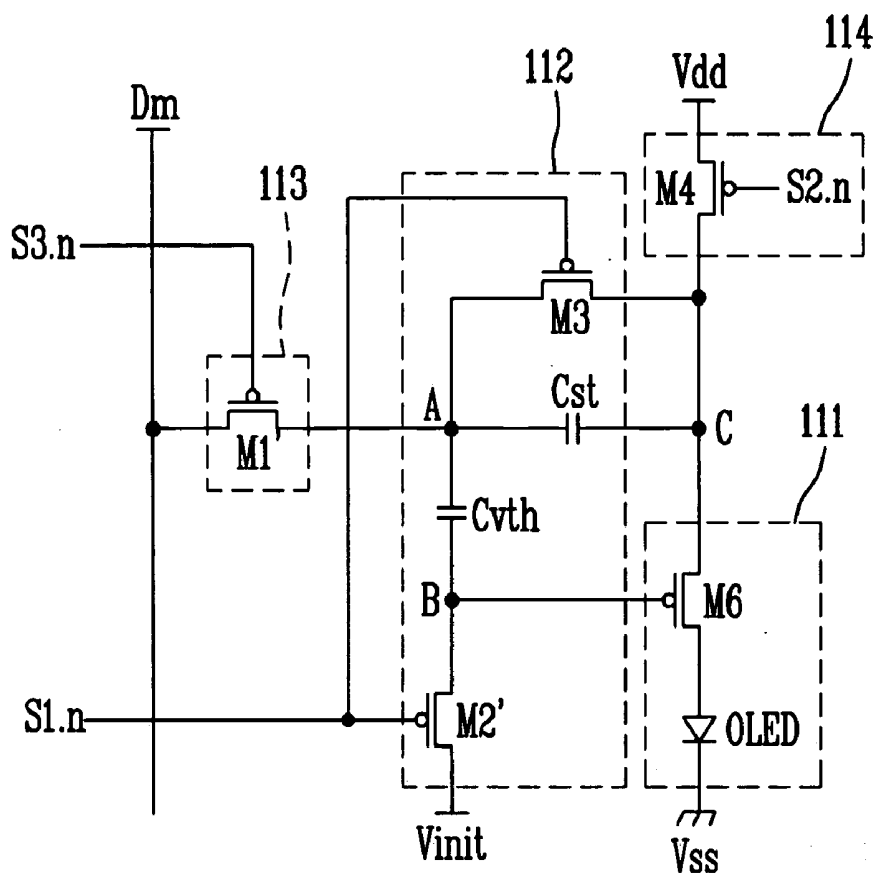 114
112
Vdd
Dm
113
M4
S2.n
S3.n
M3
Cst
A
C
111
M1
Cvth
B
M6
S1.n
M2'
OLED
Vinit
Vss